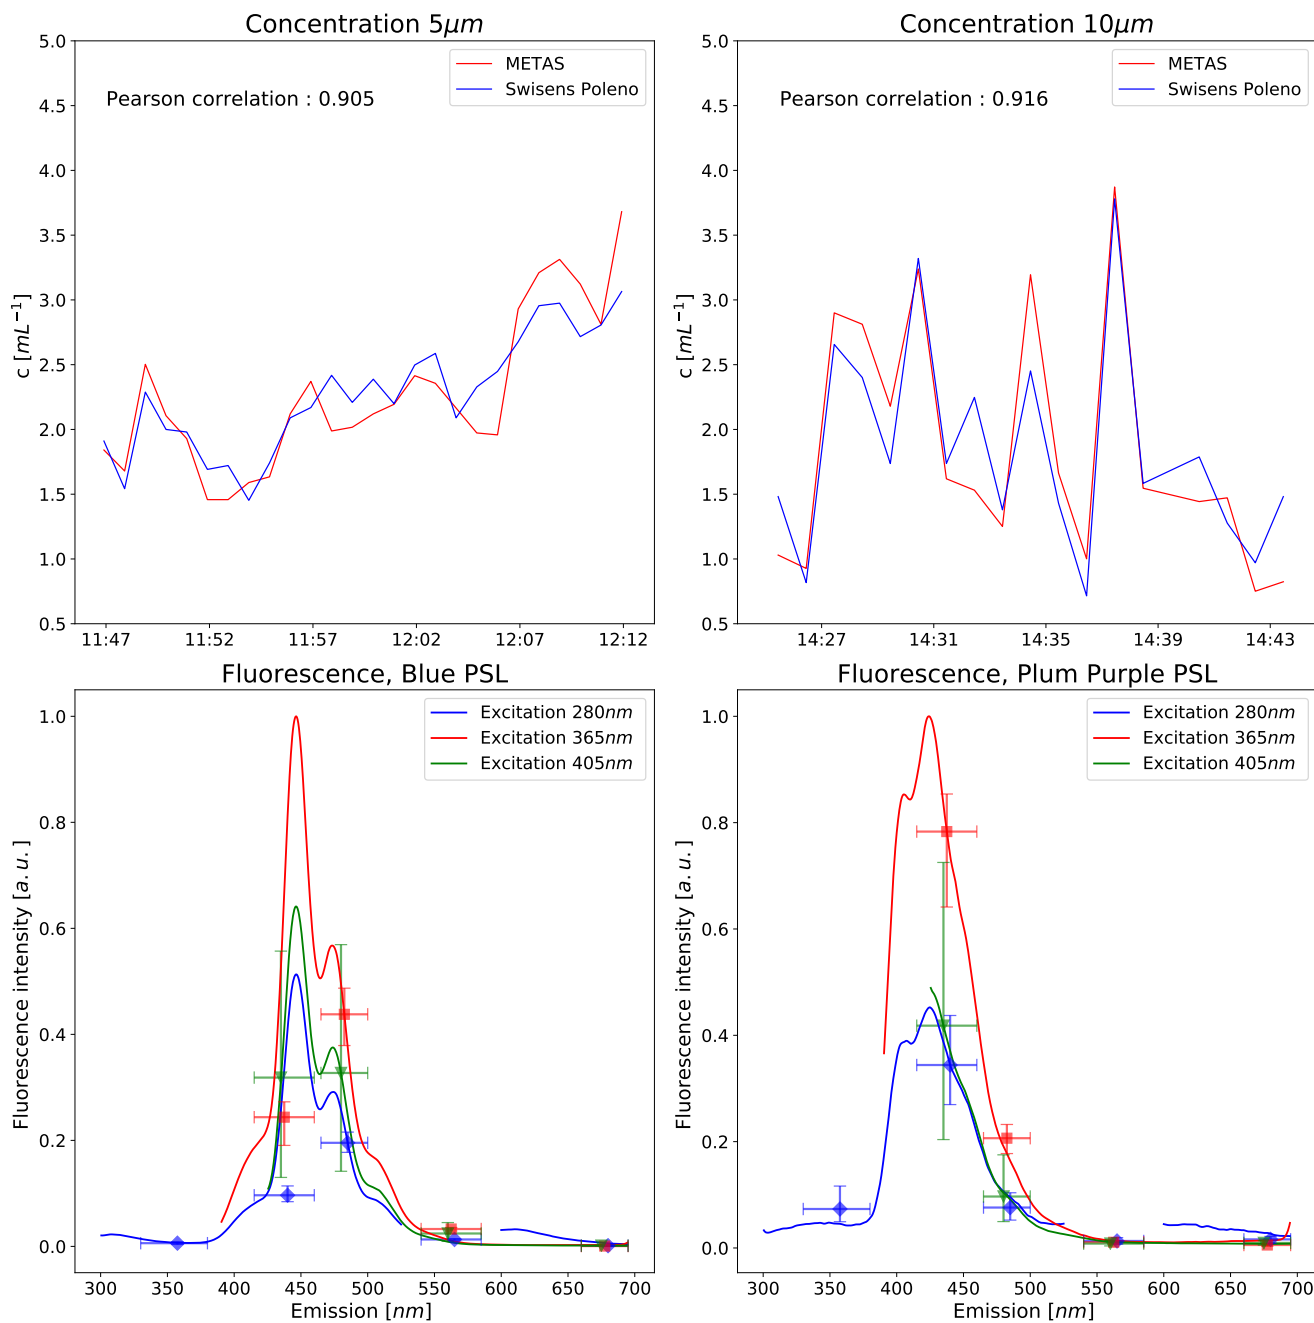 Concentration 5μm
METAS
Swisens Poleno
Pearson correlation : 0.905
c [mL⁻¹]
5.0
4.5
4.0
3.5
3.0
2.5
2.0
1.5
1.0
0.5
11:47 11:52 11:57 12:02 12:07 12:12
Concentration 10μm
METAS
Swisens Poleno
Pearson correlation : 0.916
c [mL⁻¹]
5.0
4.5
4.0
3.5
3.0
2.5
2.0
1.5
1.0
0.5
14:27 14:31 14:35 14:39 14:43
Fluorescence, Blue PSL
Excitation 280nm
Excitation 365nm
Excitation 405nm
Fluorescence intensity [a.u.]
1.0
0.8
0.6
0.4
0.2
0.0
300 350 400 450 500 550 600 650 700
Emission [nm]
Fluorescence, Plum Purple PSL
Excitation 280nm
Excitation 365nm
Excitation 405nm
Fluorescence intensity [a.u.]
1.0
0.8
0.6
0.4
0.2
0.0
300 350 400 450 500 550 600 650 700
Emission [nm]